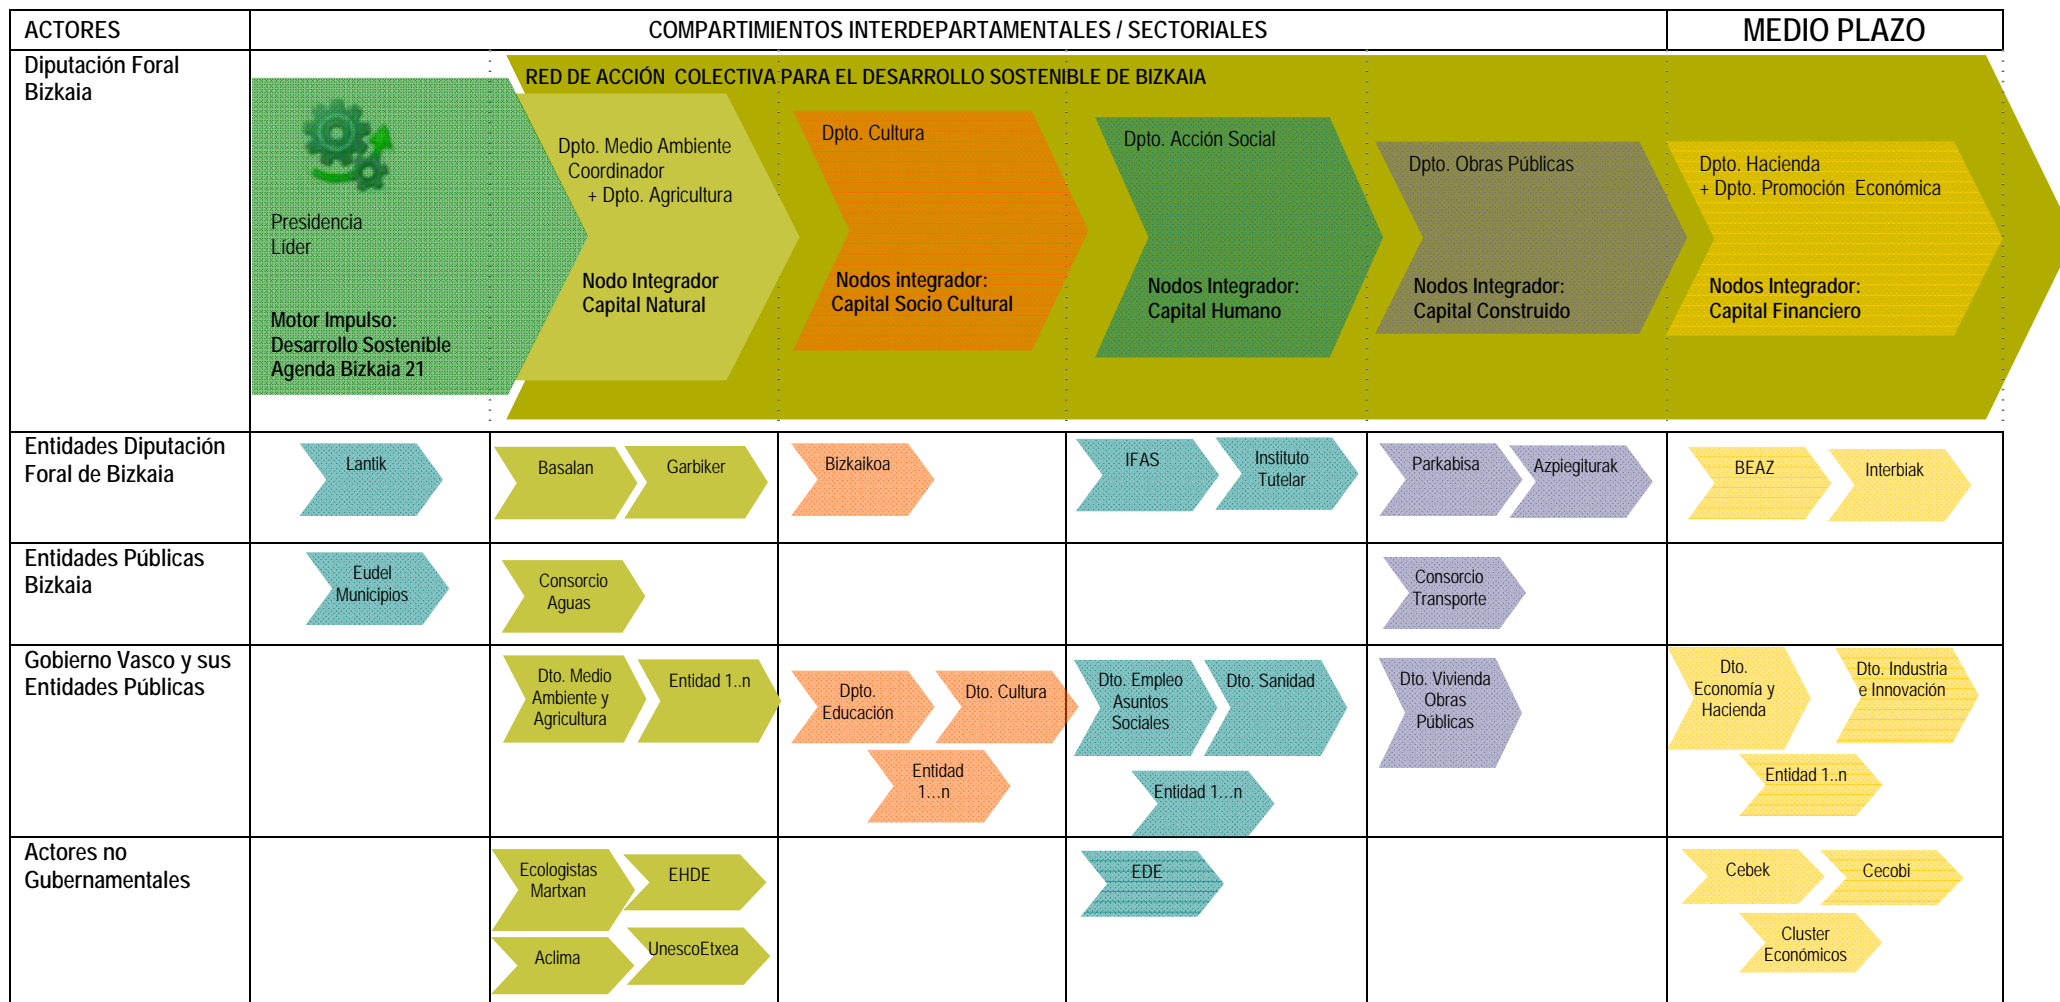 ACTORES
COMPARTIMIENTOS INTERDEPARTAMENTALES / SECTORIALES
MEDIO PLAZO
Diputación Foral
Bizkaia
RED DE ACCIÓN COLECTIVA PARA EL DESARROLLO SOSTENIBLE DE BIZKAIA
Presidencia
Líder
Motor Impulso:
Desarrollo Sostenible
Agenda Bizkaia 21
Dpto. Medio Ambiente
Coordinador
+ Dpto. Agricultura
Nodo Integrador
Capital Natural
Dpto. Cultura
Nodos integrador:
Capital Socio Cultural
Dpto. Acción Social
Nodos Integrador:
Capital Humano
Dpto. Obras Públicas
Nodos Integrador:
Capital Construido
Dpto. Hacienda
+ Dpto. Promoción Económica
Nodos Integrador:
Capital Financiero
Entidades Diputación
Foral de Bizkaia
Lantik
Basalan
Garbiker
Bizkaikoa
IFAS
Instituto
Tutelar
Parkabisa
Azpiegiturak
BEAZ
Interbiak
Entidades Públicas
Bizkaia
Eudel
Municipios
Consorcio
Aguas
Consorcio
Transporte
Gobierno Vasco y sus
Entidades Públicas
Dto. Medio
Ambiente y
Agricultura
Entidad 1..n
Dpto.
Educación
Dto. Cultura
Entidad
1...n
Dto. Empleo
Asuntos
Sociales
Dto. Sanidad
Entidad 1...n
Dto. Vivienda
Obras
Públicas
Dto.
Economía y
Hacienda
Dto. Industria
e Innovación
Entidad 1..n
Actores no
Gubernamentales
Ecologistas
Martxan
EHDE
Aclima
UnescoEtxea
EDE
Cebek
Cecobi
Cluster
Económicos